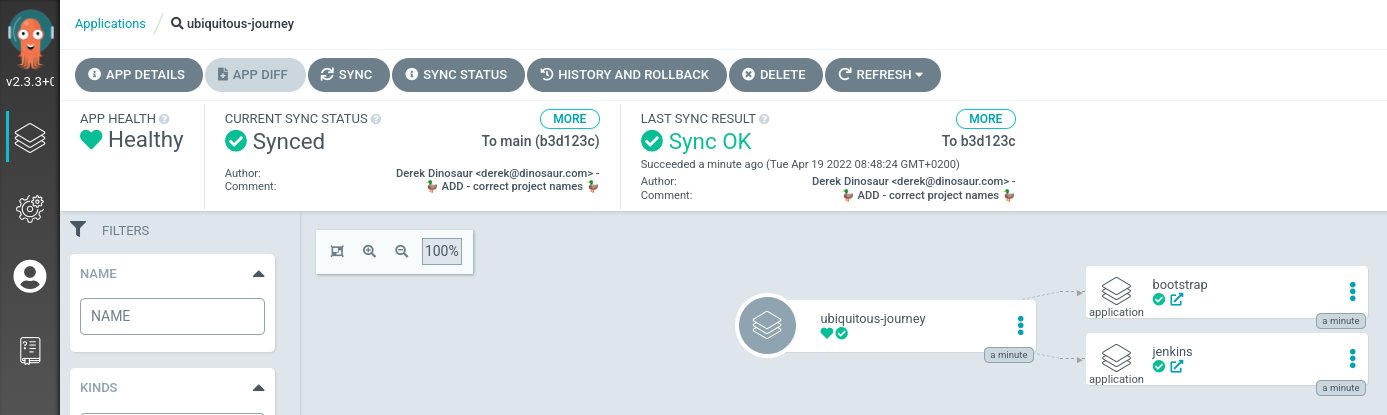 Applications / ubiquitous-journey
v2.3.3+0
APP DETAILS APP DIFF SYNC SYNC STATUS HISTORY AND ROLLBACK DELETE REFRESH
APP HEALTH
Healthy
CURRENT SYNC STATUS MORE
Synced To main (b3d123c)
Author: Derek Dinosaur <derek@dinosaur.com> -
Comment: 🦆 ADD - correct project names 🦆
LAST SYNC RESULT MORE
Sync OK To b3d123c
Succeeded a minute ago (Tue Apr 19 2022 08:48:24 GMT+0200)
Author: Derek Dinosaur <derek@dinosaur.com> -
Comment: 🦆 ADD - correct project names 🦆
FILTERS
NAME
NAME
KINDS
100%
ubiquitous-journey
a minute
bootstrap
application
a minute
jenkins
application
a minute